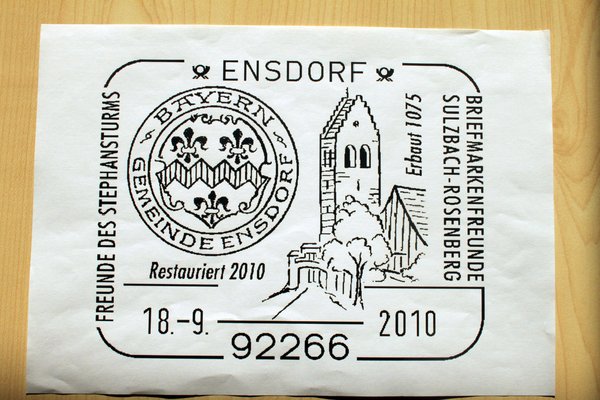 ENSDORF
FREUNDE DES STEPHANSTURMS
BAYERN
GEMEINDE ENSDORF
Restauriert 2010
Erbaut 1075
BRIEFMARKENFREUNDE
SULZBACH-ROSENBERG
18.-9. 2010
92266